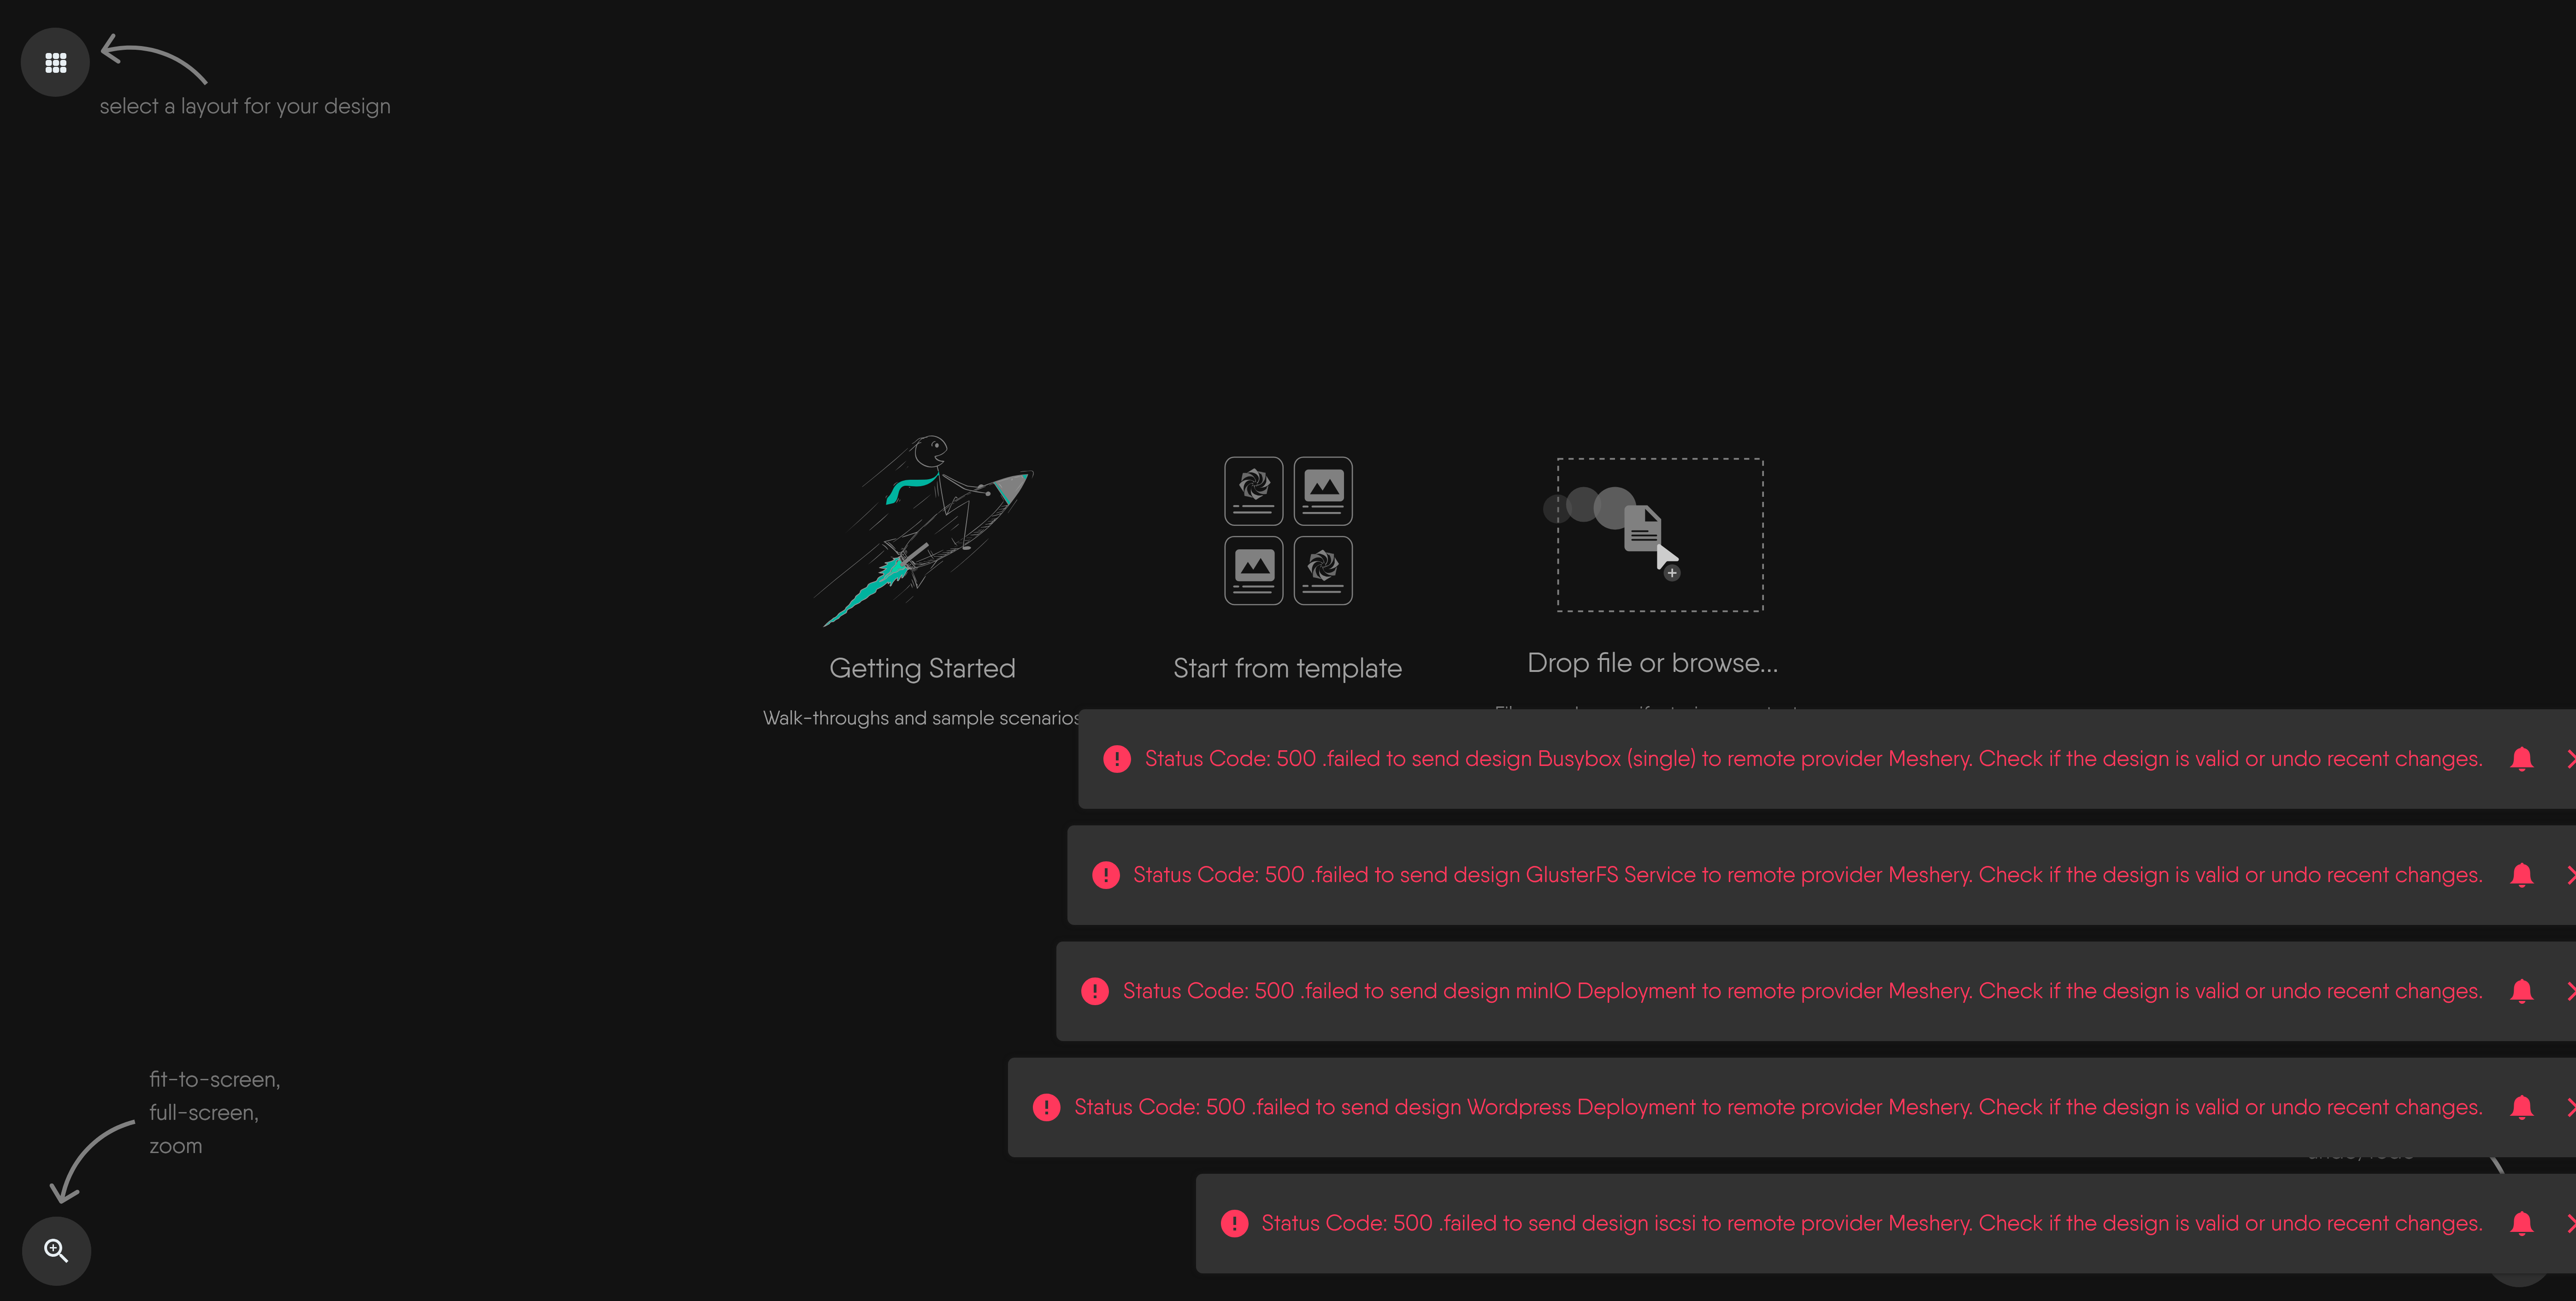 select a layout for your design
Getting Started
Start from template
Drop file or browse...
Walk-throughs and sample scenarios
Status Code: 500 .failed to send design Busybox (single) to remote provider Meshery. Check if the design is valid or undo recent changes.
Status Code: 500 .failed to send design GlusterFS Service to remote provider Meshery. Check if the design is valid or undo recent changes.
Status Code: 500 .failed to send design minIO Deployment to remote provider Meshery. Check if the design is valid or undo recent changes.
fit-to-screen,
full-screen,
zoom
Status Code: 500 .failed to send design Wordpress Deployment to remote provider Meshery. Check if the design is valid or undo recent changes.
Status Code: 500 .failed to send design iscsi to remote provider Meshery. Check if the design is valid or undo recent changes.